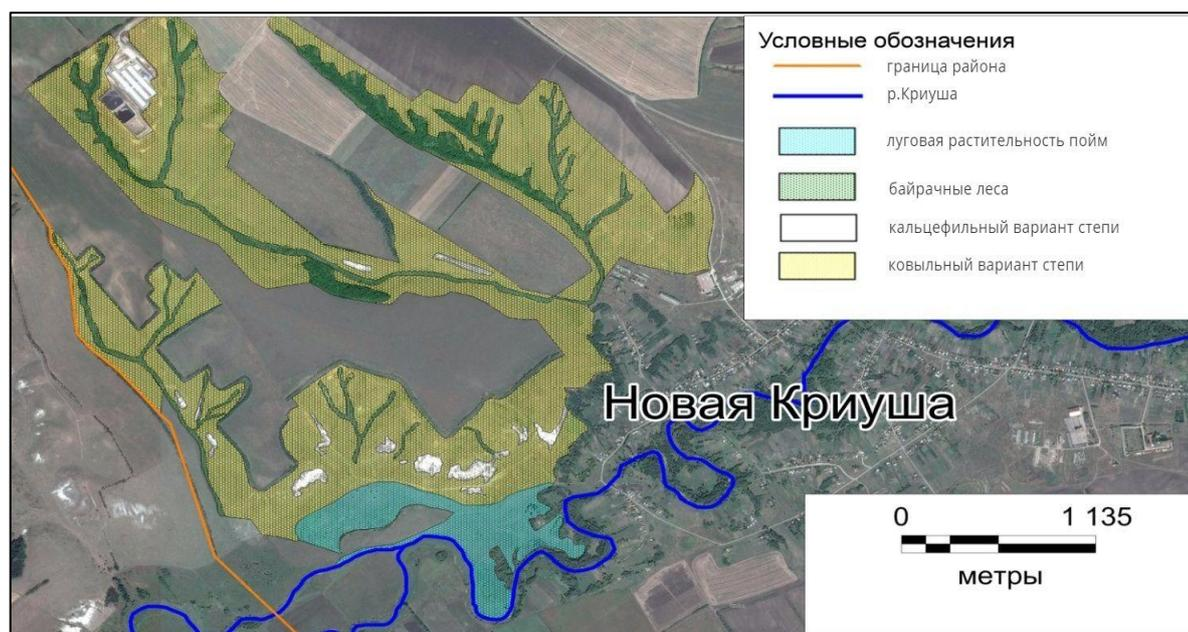 Условные обозначения
граница района
р.Криуша
луговая растительность пойм
байрачные леса
кальцефильный вариант степи
ковыльный вариант степи
Новая Криуша
0 1 135
метры